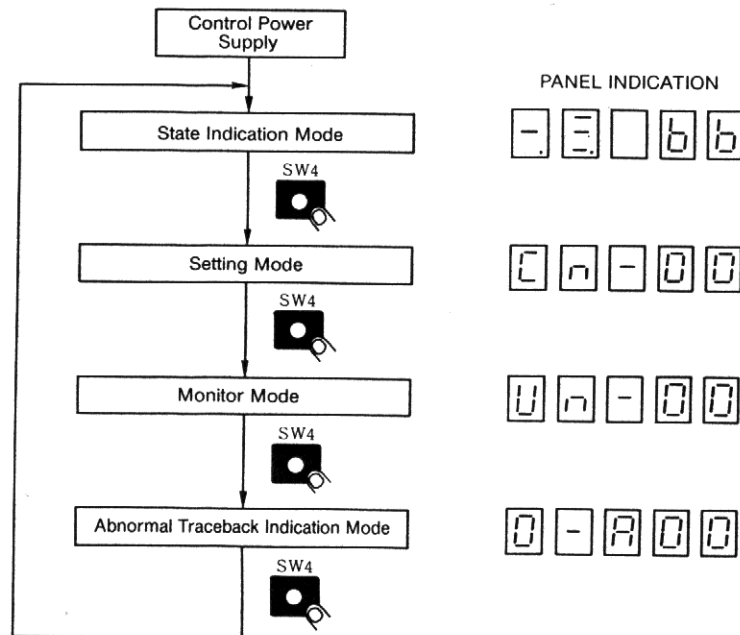 Control Power
Supply
PANEL INDICATION
State Indication Mode
-. bb
SW4
Setting Mode
Cn-00
SW4
Monitor Mode
Un-00
SW4
Abnormal Traceback Indication Mode
0-A00
SW4